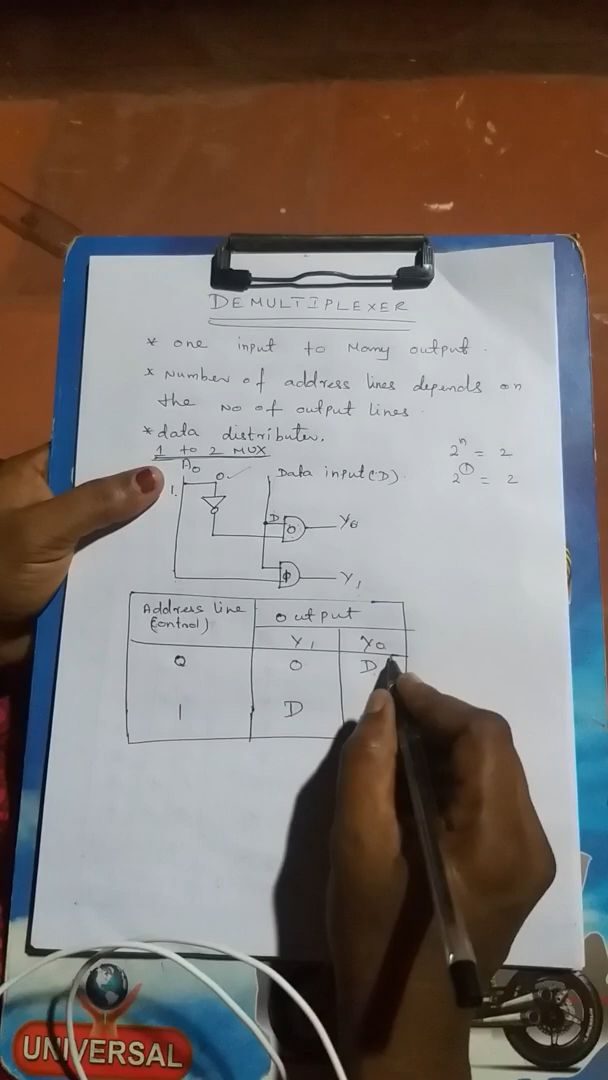 DEMULTIPLEXER
* one input to Many output.
* Number of address lines depends on
the No of output lines.
* data distributer.
1 to 2 MUX
2^n = 2
2^1 = 2
A0
0 ✓
Data input(D).
1.
D
0
Y0
Y1
Address line
(control)
output
Y1
Y0
0
0
D
1
D
UNIVERSAL